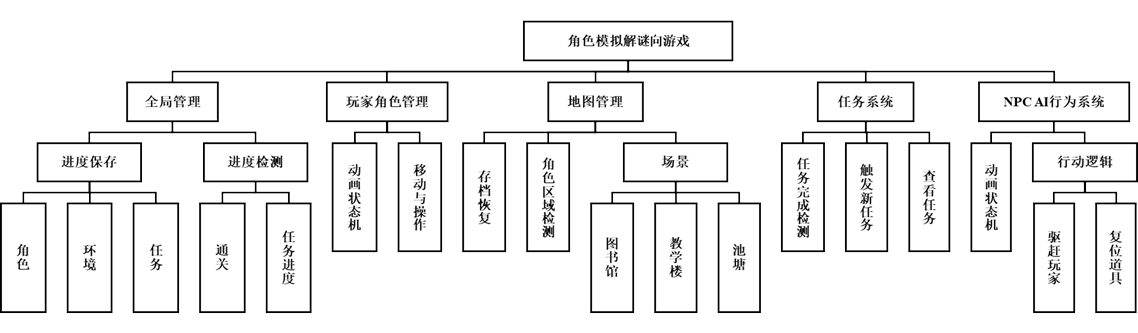 角色模拟解谜向游戏
全局管理
玩家角色管理
地图管理
任务系统
NPC AI行为系统
进度保存
进度检测
动画状态机
移动与操作
存档恢复
角色区域检测
场景
任务完成检测
触发新任务
查看任务
动画状态机
行动逻辑
角色
环境
任务
通关
任务进度
图书馆
教学楼
池塘
驱赶玩家
复位道具